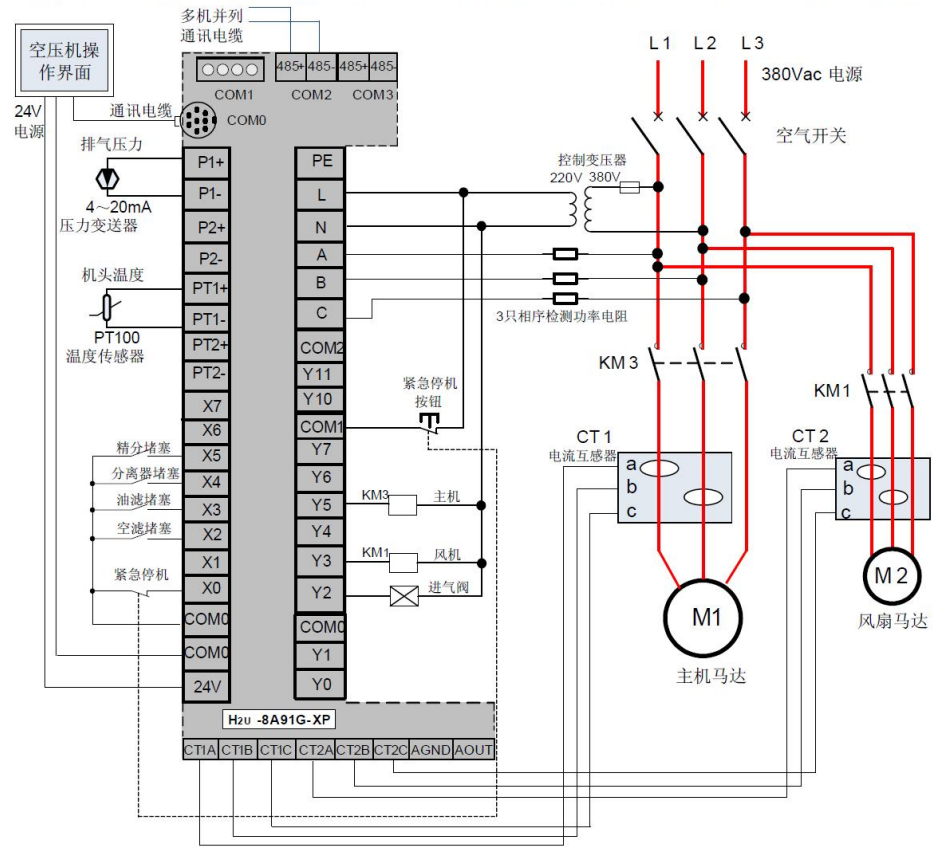 多机并列
通讯电缆
空压机操
作界面
24V
电源
通讯电缆
485+ 485- 485+ 485-
COM1 COM2 COM3
COM0
L1 L2 L3
380Vac 电源
空气开关
控制变压器
220V 380V
排气压力
4～20mA
压力变送器
机头温度
PT100
温度传感器
P1+
P1-
P2+
P2-
PT1+
PT1-
PT2+
PT2-
X7
X6
X5
X4
X3
X2
X1
X0
COM0
COM0
24V
PE
L
N
A
B
C
COM2
Y11
Y10
COM1
Y7
Y6
Y5
Y4
Y3
Y2
COM0
Y1
Y0
3只相序检测功率电阻
紧急停机
按钮
精分堵塞
分离器堵塞
油滤堵塞
空滤堵塞
紧急停机
KM3 主机
KM1 风机
进气阀
KM3
KM1
CT1
电流互感器
a
b
c
CT2
电流互感器
a
b
c
M1
主机马达
M2
风扇马达
H2U -8A91G-XP
CT1A CT1B CT1C CT2A CT2B CT2C AGND AOUT